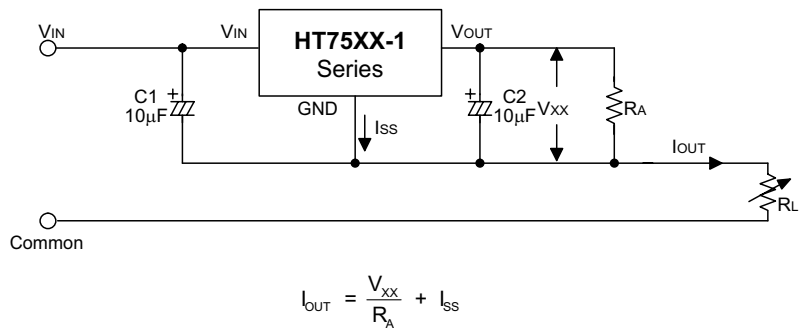 VIN
VIN
HT75XX-1
Series
VOUT
C1
10μF
+
GND
ISS
+
C2
10μF
VXX
RA
IOUT
RL
Common
IOUT = VXX / RA + ISS